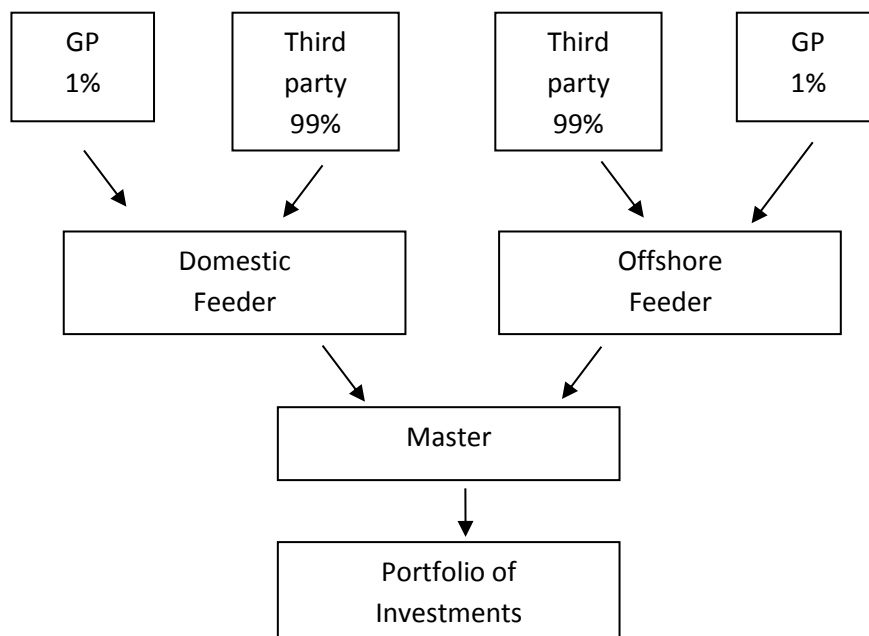 GP
1%
Third
party
99%
Third
party
99%
GP
1%
Domestic
Feeder
Offshore
Feeder
Master
Portfolio of
Investments